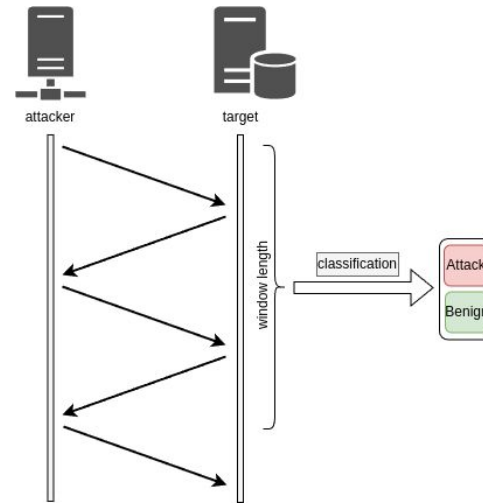 attacker
target
window length
classification
Attack
Benign